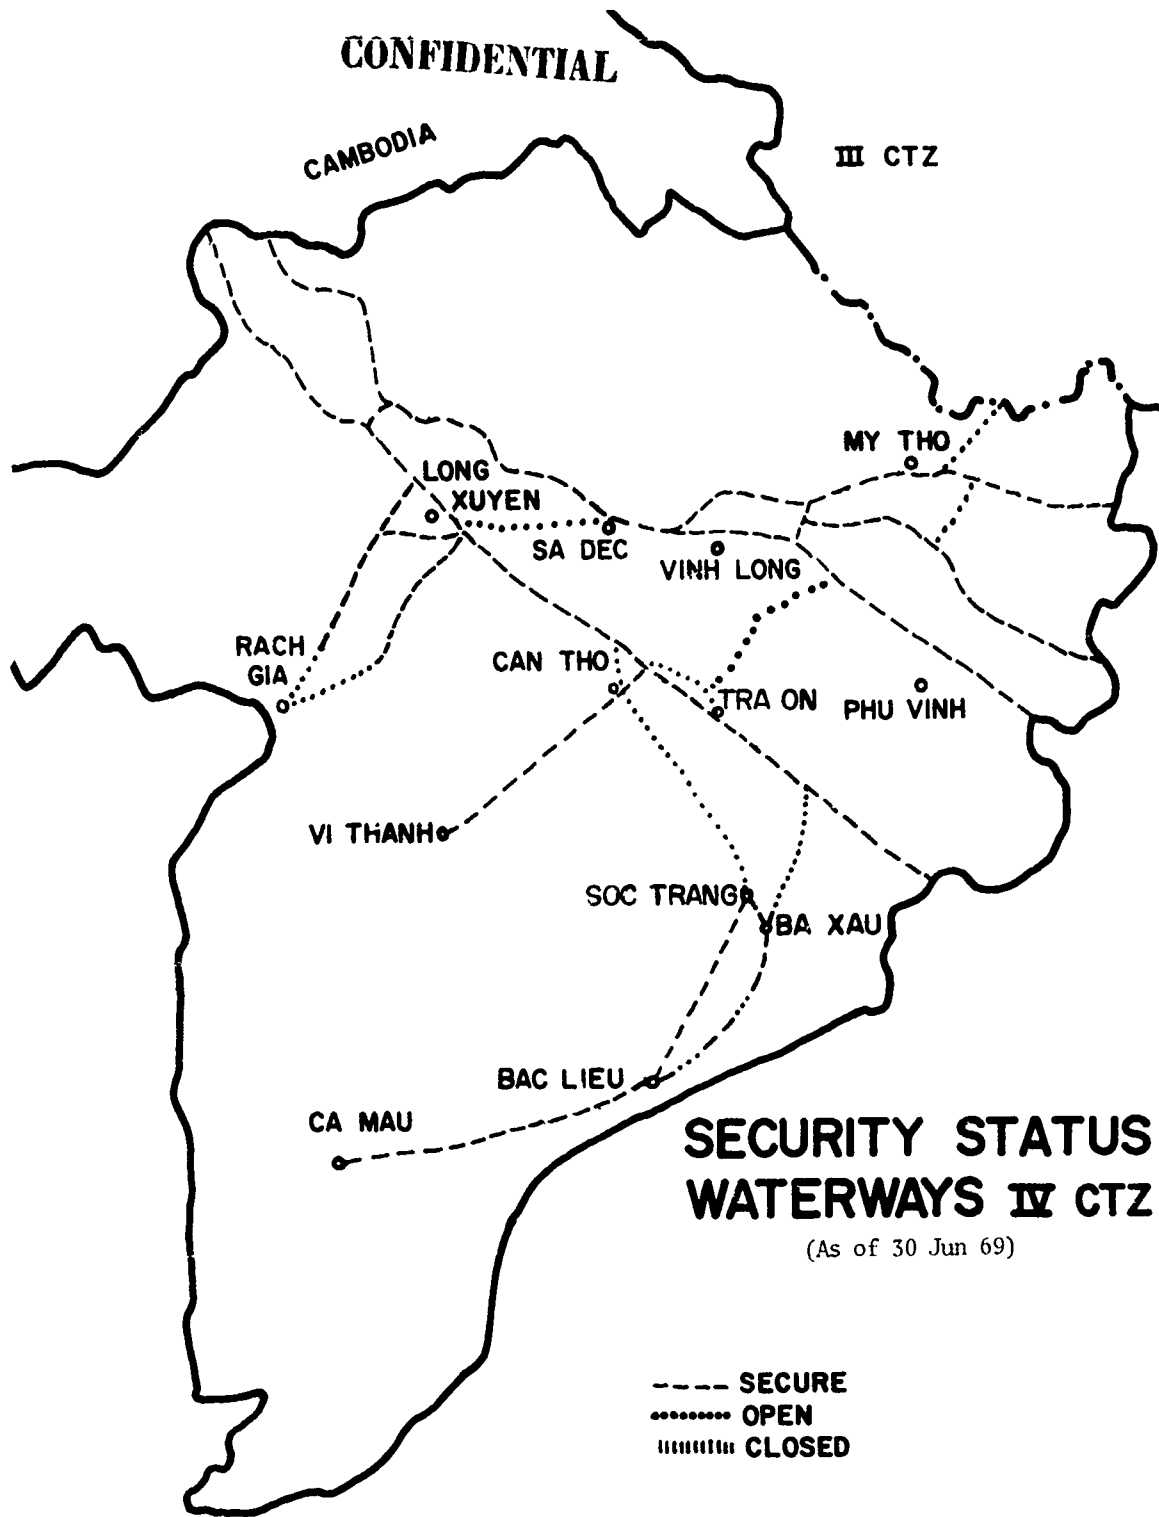 CONFIDENTIAL
CAMBODIA
III CTZ
MY THO
LONG
XUYEN
SA DEC
VINH LONG
RACH
GIA
CAN THO
TRA ON
PHU VINH
VI THANH
SOC TRANG
BA XAU
BAC LIEU
CA MAU
SECURITY STATUS
WATERWAYS IV CTZ
(As of 30 Jun 69)
SECURE
OPEN
CLOSED